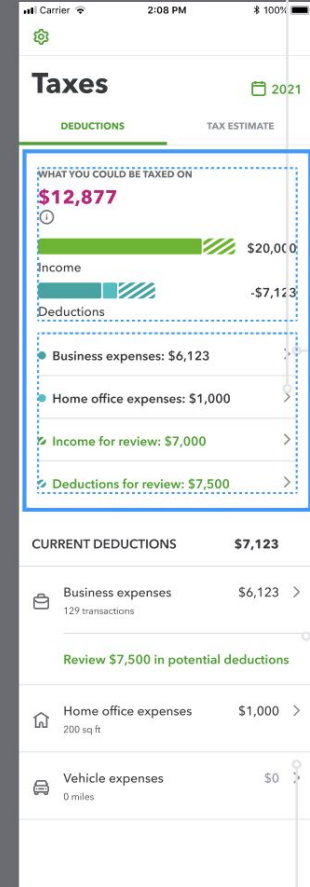 Carrier 2:08 PM 100%
Taxes
2021
DEDUCTIONS TAX ESTIMATE
WHAT YOU COULD BE TAXED ON
$12,877
$20,000
Income
-$7,123
Deductions
Business expenses: $6,123
Home office expenses: $1,000
Income for review: $7,000
Deductions for review: $7,500
CURRENT DEDUCTIONS $7,123
Business expenses $6,123
129 transactions
Review $7,500 in potential deductions
Home office expenses $1,000
200 sq ft
Vehicle expenses $0
0 miles